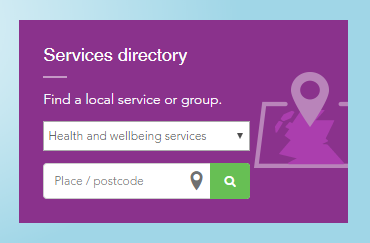 Services directory
Find a local service or group.
Health and wellbeing services
Place / postcode